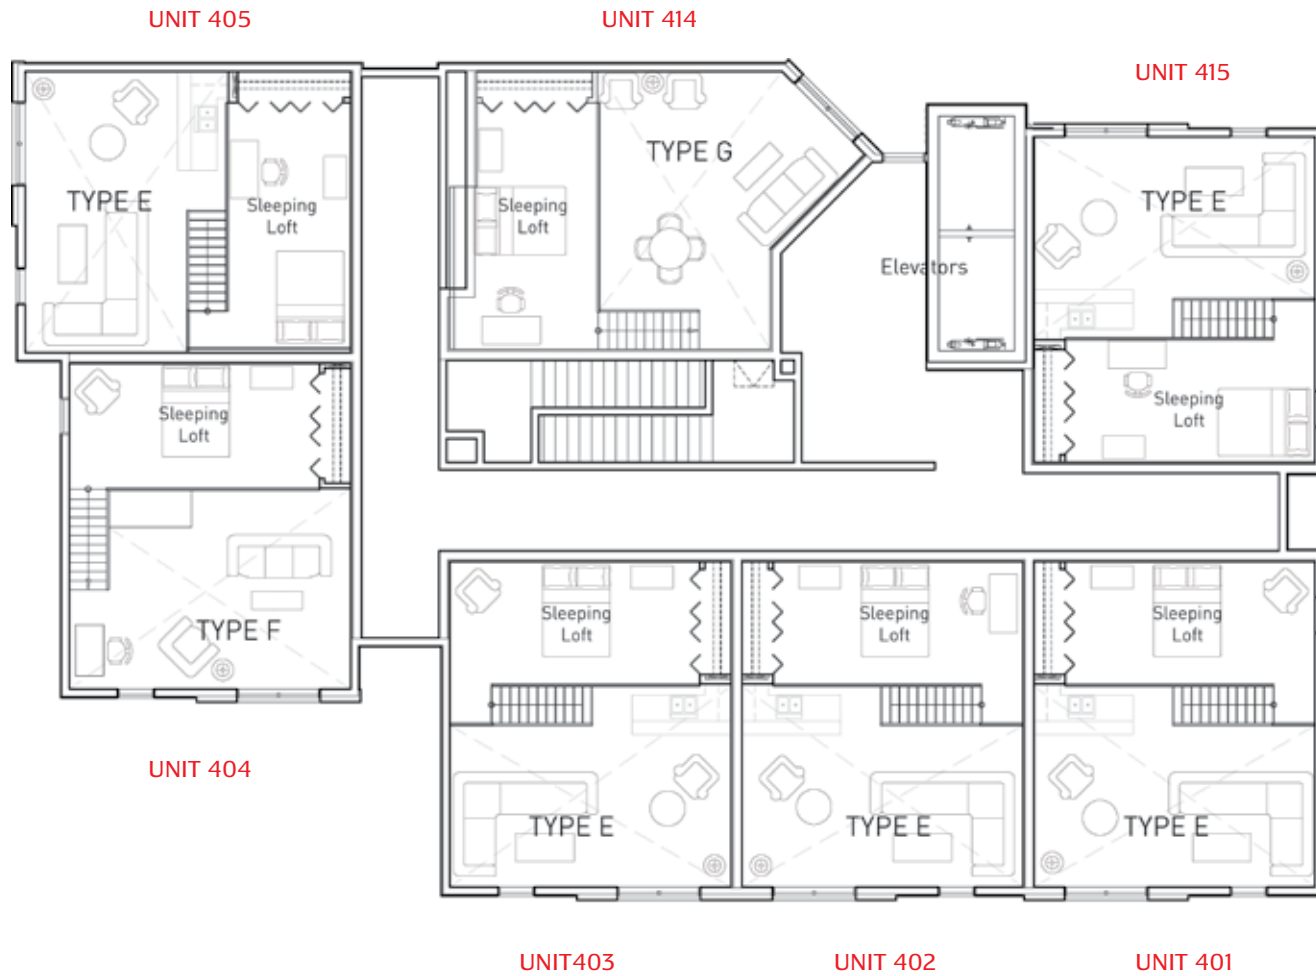 UNIT 405
UNIT 414
UNIT 415
TYPE E
Sleeping
Loft
Sleeping
Loft
TYPE G
Elevators
TYPE E
Sleeping
Loft
Sleeping
Loft
TYPE F
Sleeping
Loft
Sleeping
Loft
Sleeping
Loft
TYPE E
TYPE E
TYPE E
UNIT 404
UNIT403
UNIT 402
UNIT 401